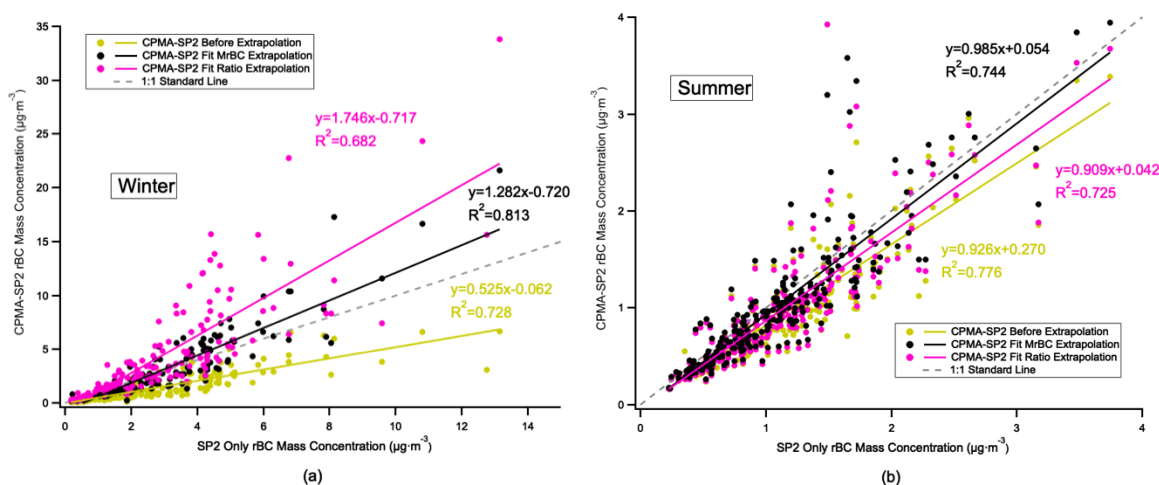 35
30
25
20
15
10
5
0
CPMA-SP2 rBC Mass Concentration (µg·m⁻³)
CPMA-SP2 Before Extrapolation
CPMA-SP2 Fit MrBC Extrapolation
CPMA-SP2 Fit Ratio Extrapolation
1:1 Standard Line
Winter
y=1.746x-0.717
R²=0.682
y=1.282x-0.720
R²=0.813
y=0.525x-0.062
R²=0.728
0 2 4 6 8 10 12 14
SP2 Only rBC Mass Concentration (µg·m⁻³)
(a)
4
3
2
1
0
CPMA-SP2 rBC Mass Concentration (µg·m⁻³)
Summer
y=0.985x+0.054
R²=0.744
y=0.909x+0.042
R²=0.725
y=0.926x+0.270
R²=0.776
CPMA-SP2 Before Extrapolation
CPMA-SP2 Fit MrBC Extrapolation
CPMA-SP2 Fit Ratio Extrapolation
1:1 Standard Line
0 1 2 3 4
SP2 Only rBC Mass Concentration (µg·m⁻³)
(b)